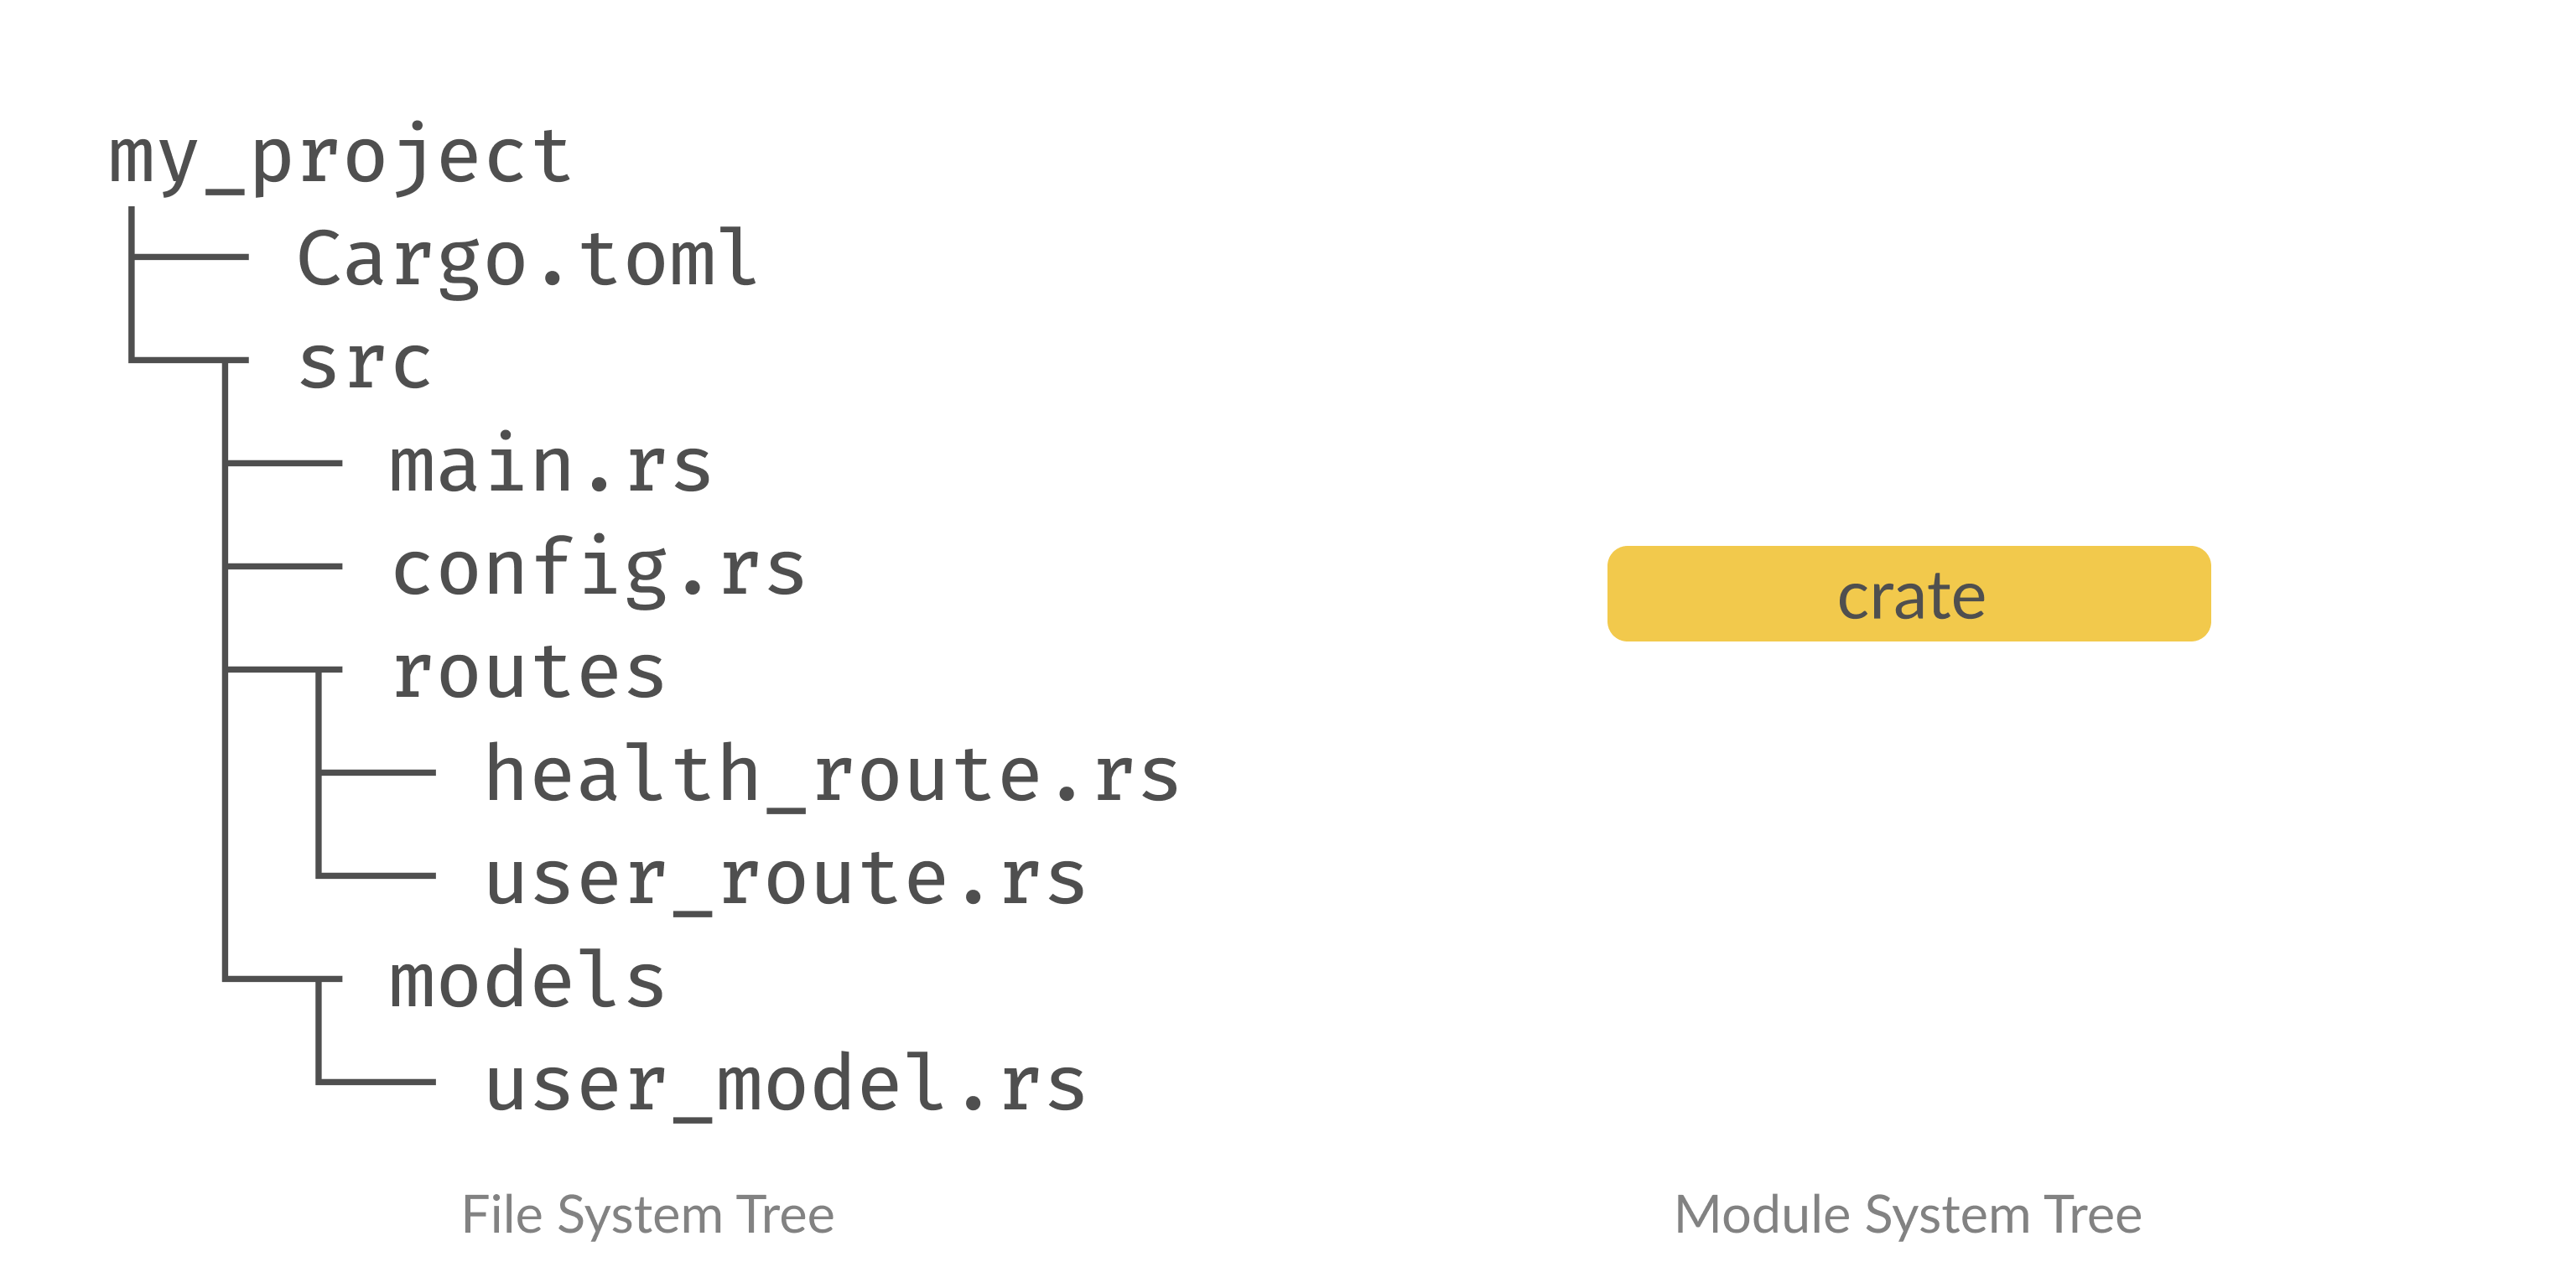 my_project
Cargo.toml
src
main.rs
config.rs
routes
health_route.rs
user_route.rs
models
user_model.rs
File System Tree
crate
Module System Tree